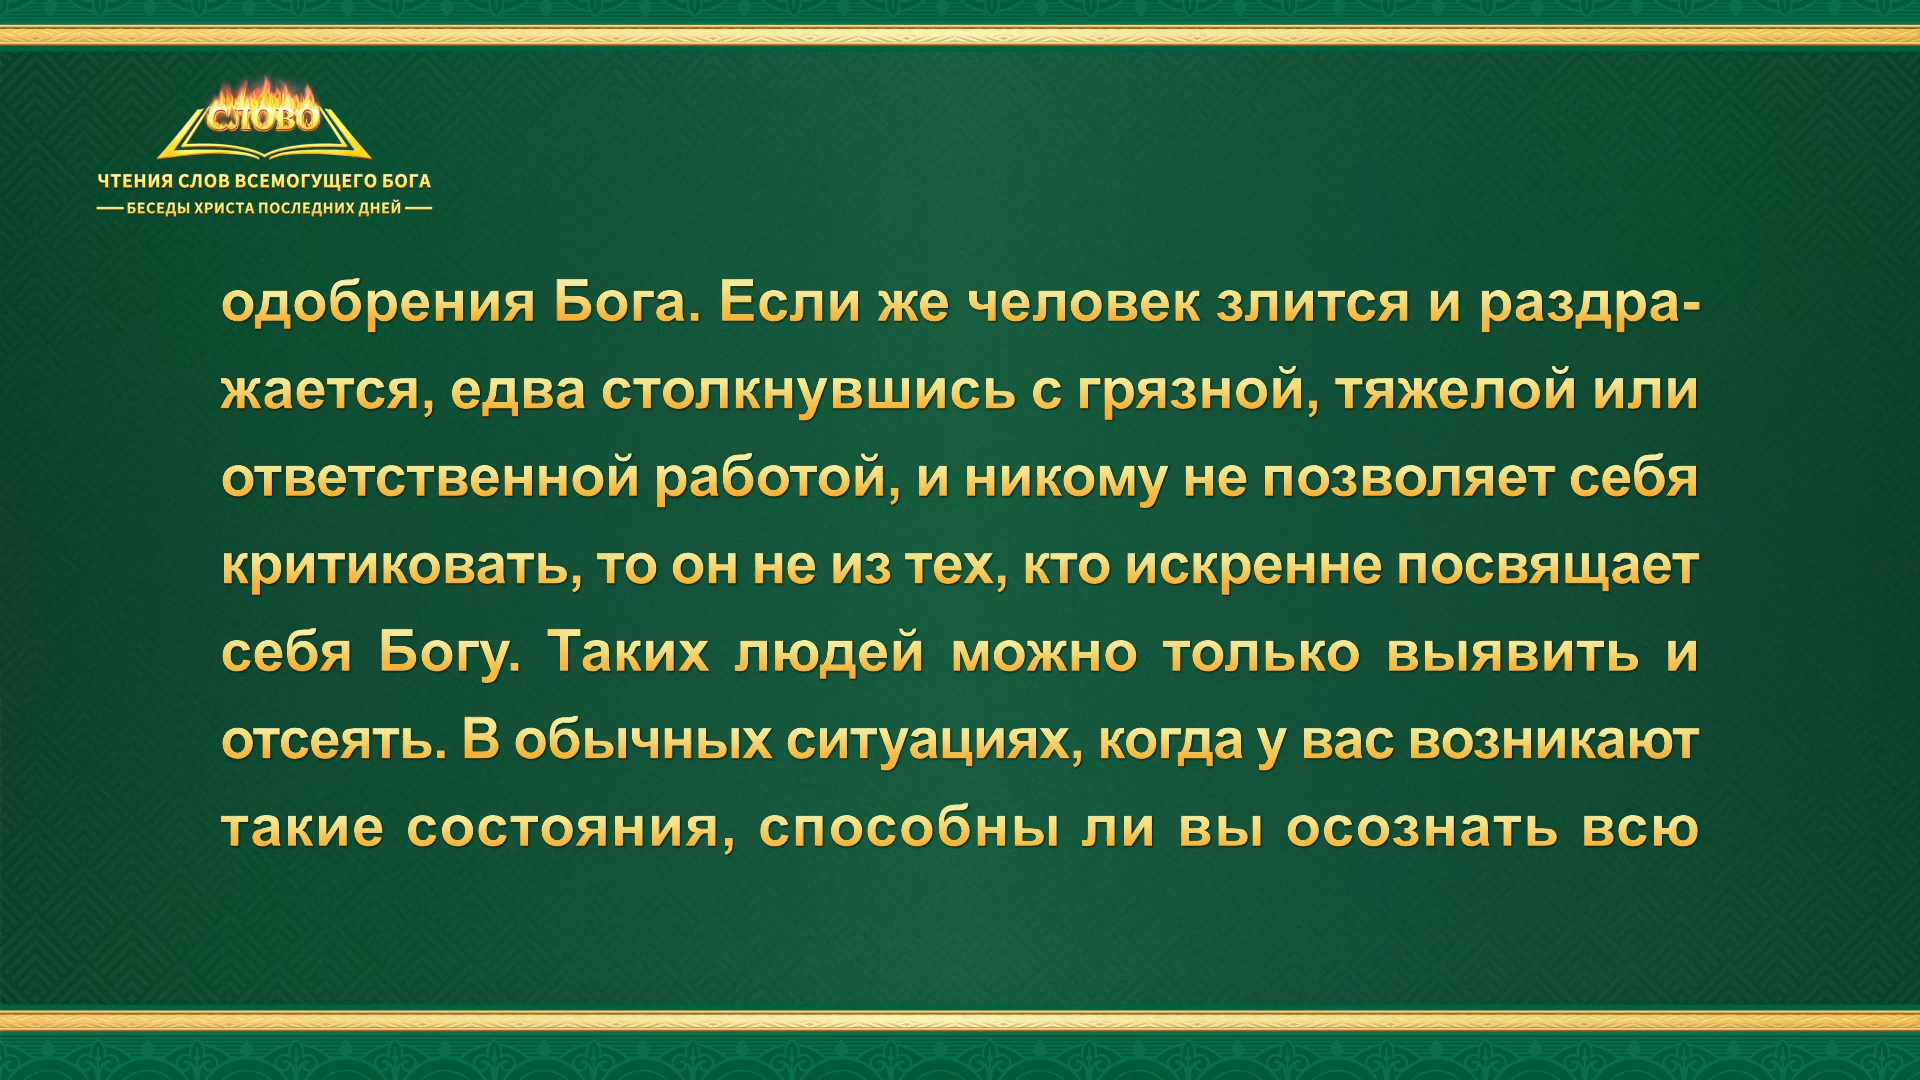 СЛОВО
ЧТЕНИЯ СЛОВ ВСЕМОГУЩЕГО БОГА
БЕСЕДЫ ХРИСТА ПОСЛЕДНИХ ДНЕЙ
одобрения Бога. Если же человек злится и раздра-
жается, едва столкнувшись с грязной, тяжелой или
ответственной работой, и никому не позволяет себя
критиковать, то он не из тех, кто искренне посвящает
себя Богу. Таких людей можно только выявить и
отсеять. В обычных ситуациях, когда у вас возникают
такие состояния, способны ли вы осознать всю